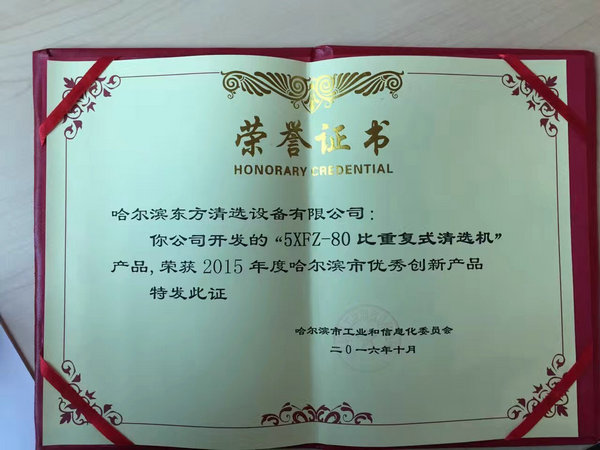 荣誉证书
HONORARY CREDENTIAL
哈尔滨东方清选设备有限公司：
你公司开发的“5XFZ-80比重复式清选机”
产品,荣获2015年度哈尔滨市优秀创新产品
特发此证
哈尔滨市工业和信息化委员会
二0一六年十月